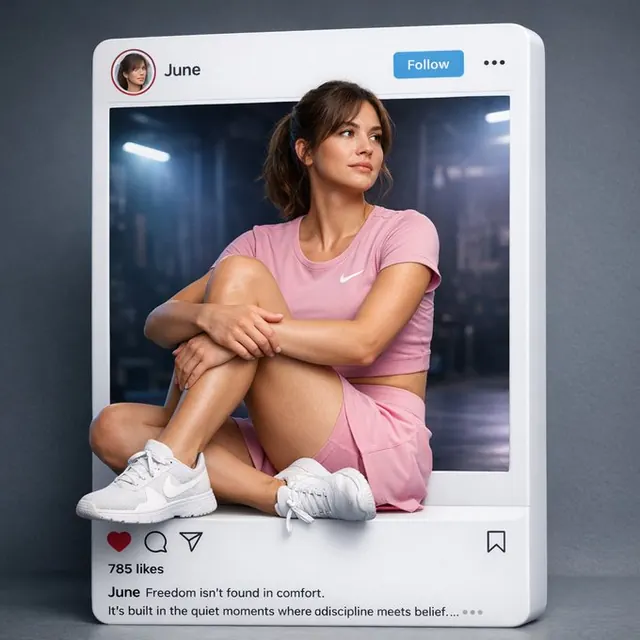 June
Follow
785 likes
June Freedom isn't found in comfort.
It's built in the quiet moments where adiscipline meets belief....